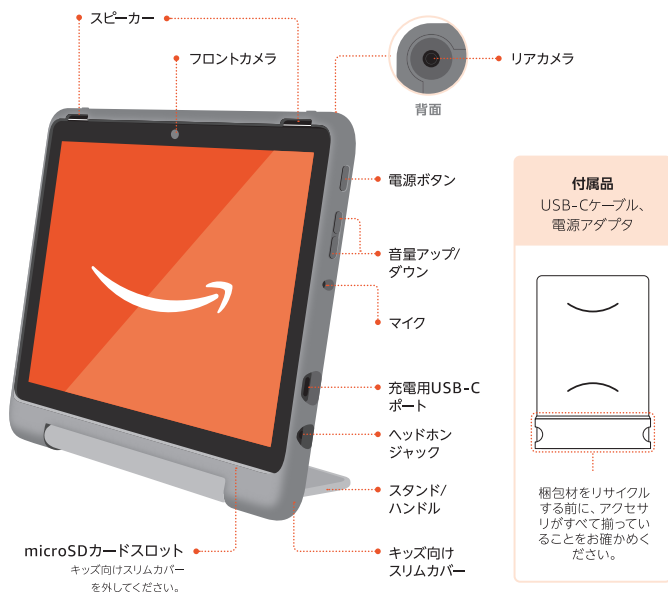 スピーカー
フロントカメラ
リアカメラ
背面
電源ボタン
音量アップ/
ダウン
マイク
充電用USB-C
ポート
ヘッドホン
ジャック
スタンド/
ハンドル
キッズ向け
スリムカバー
microSDカードスロット
キッズ向けスリムカバー
を外してください。
付属品
USB-Cケーブル、
電源アダプタ
梱包材をリサイクル
する前に、アクセサ
リがすべて揃ってい
ることをお確かめく
ださい。